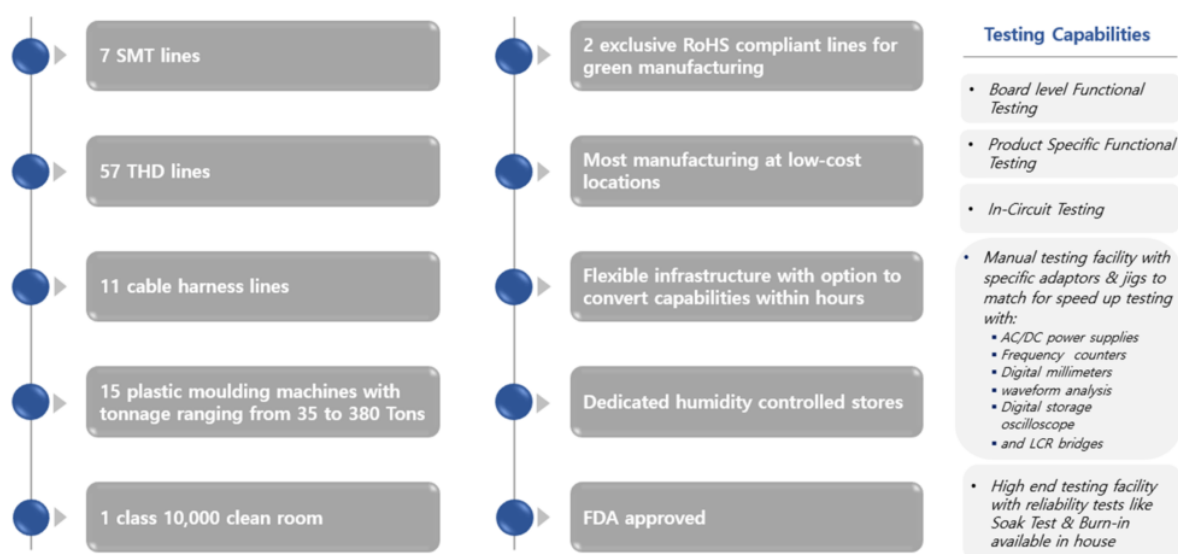 7 SMT lines
57 THD lines
11 cable harness lines
15 plastic moulding machines with
tonnage ranging from 35 to 380 Tons
1 class 10,000 clean room
2 exclusive RoHS compliant lines for
green manufacturing
Most manufacturing at low-cost
locations
Flexible infrastructure with option to
convert capabilities within hours
Dedicated humidity controlled stores
FDA approved
Testing Capabilities
• Board level Functional
Testing
• Product Specific Functional
Testing
• In-Circuit Testing
• Manual testing facility with
specific adaptors & jigs to
match for speed up testing
with:
▪ AC/DC power supplies
▪ Frequency counters
▪ Digital millimeters
▪ waveform analysis
▪ Digital storage
oscilloscope
▪ and LCR bridges
• High end testing facility
with reliability tests like
Soak Test & Burn-in
available in house